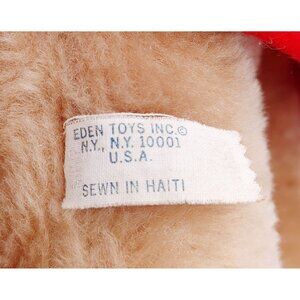 EDEN TOYS INC.©
N.Y., N.Y. 10001
U.S.A.
SEWN IN HAITI